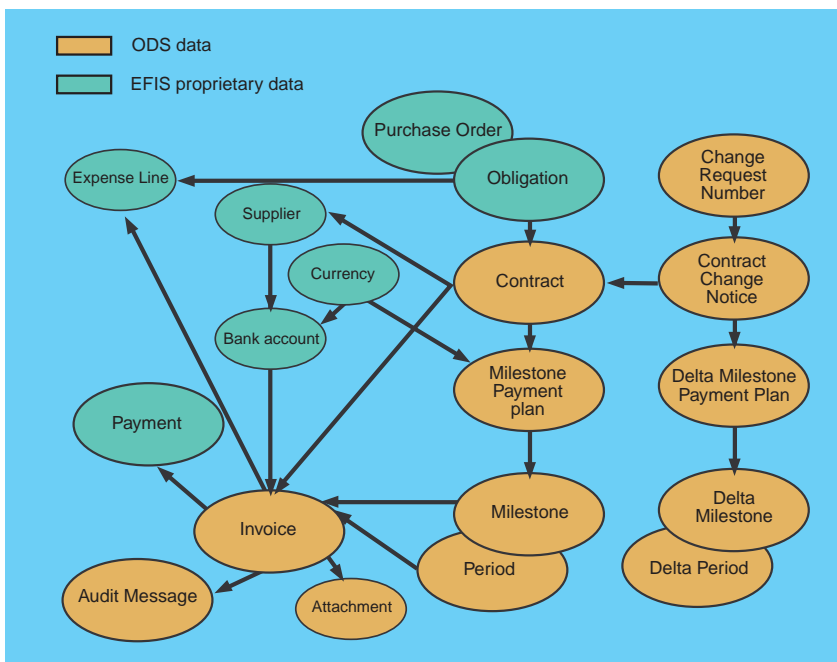 ODS data
EFIS proprietary data
Purchase Order
Expense Line
Obligation
Change
Request
Number
Supplier
Currency
Contract
Contract
Change
Notice
Bank account
Milestone
Payment
plan
Delta Milestone
Payment Plan
Payment
Invoice
Milestone
Delta
Milestone
Period
Delta Period
Audit Message
Attachment